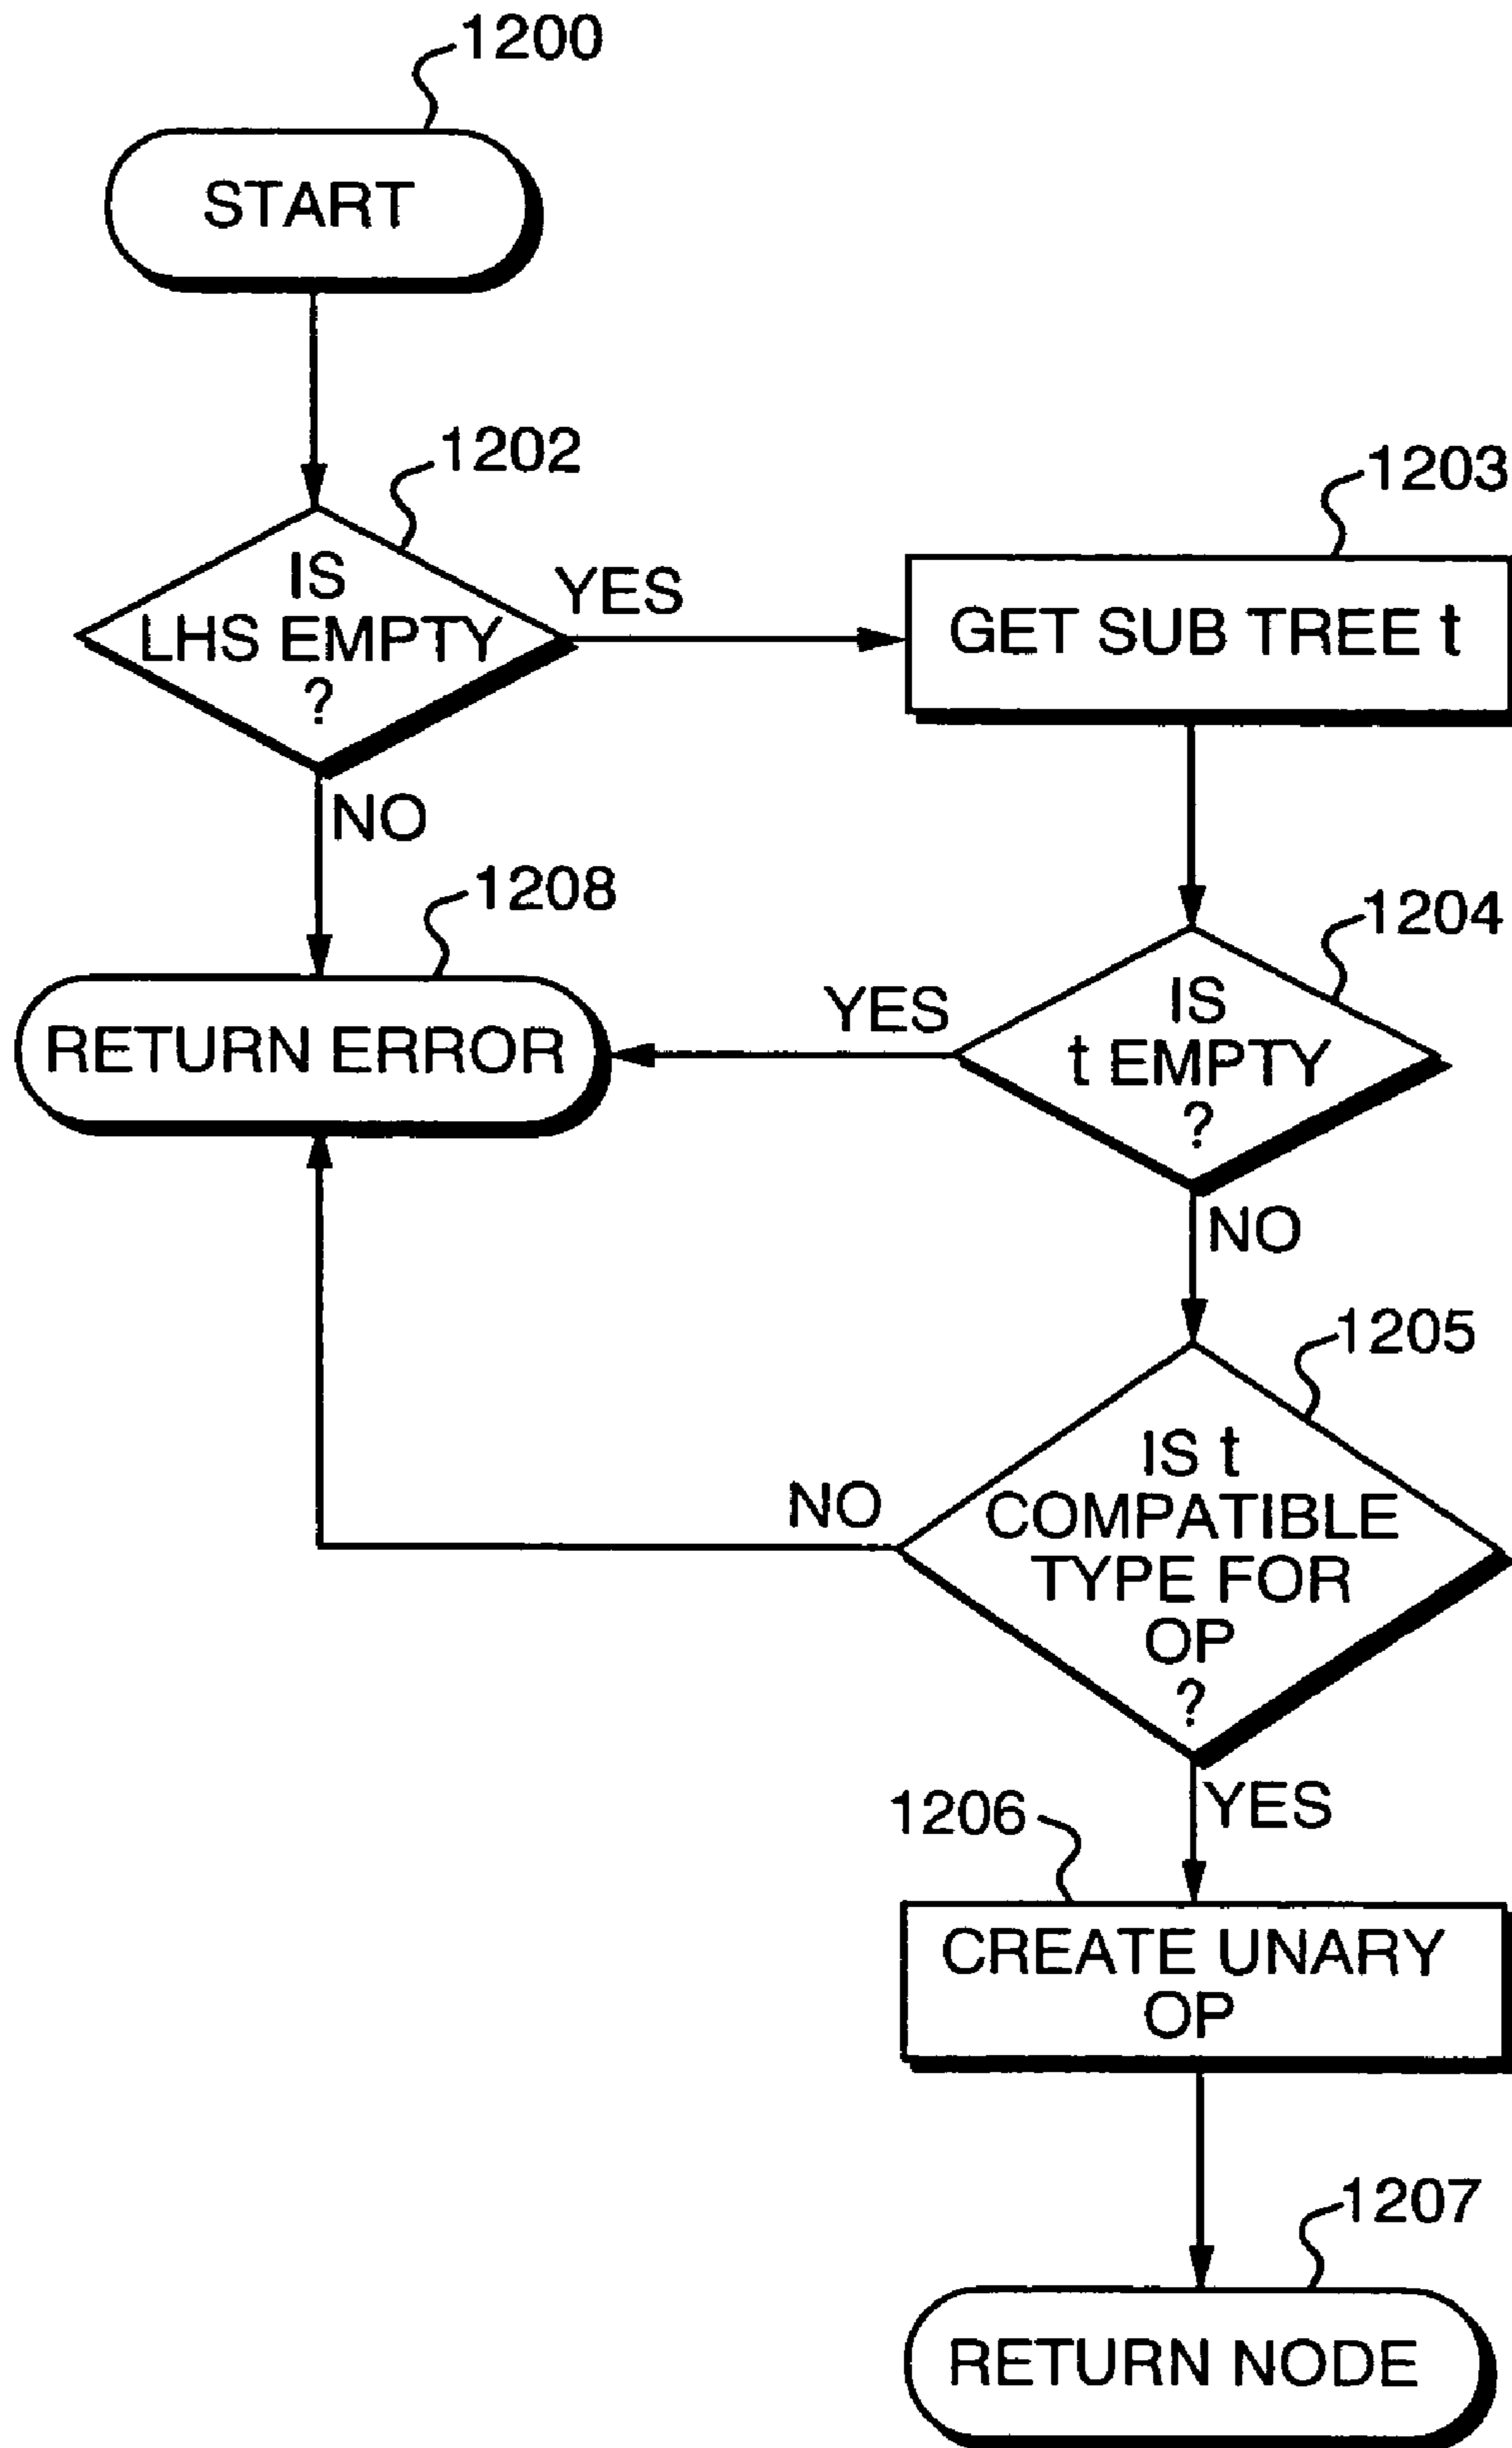 1200
START
1202
IS
LHS EMPTY
?
YES
1203
GET SUB TREE t
NO
1208
RETURN ERROR
1204
YES
IS
t EMPTY
?
NO
1205
IS t
COMPATIBLE
TYPE FOR
OP
?
NO
YES
1206
CREATE UNARY
OP
1207
RETURN NODE